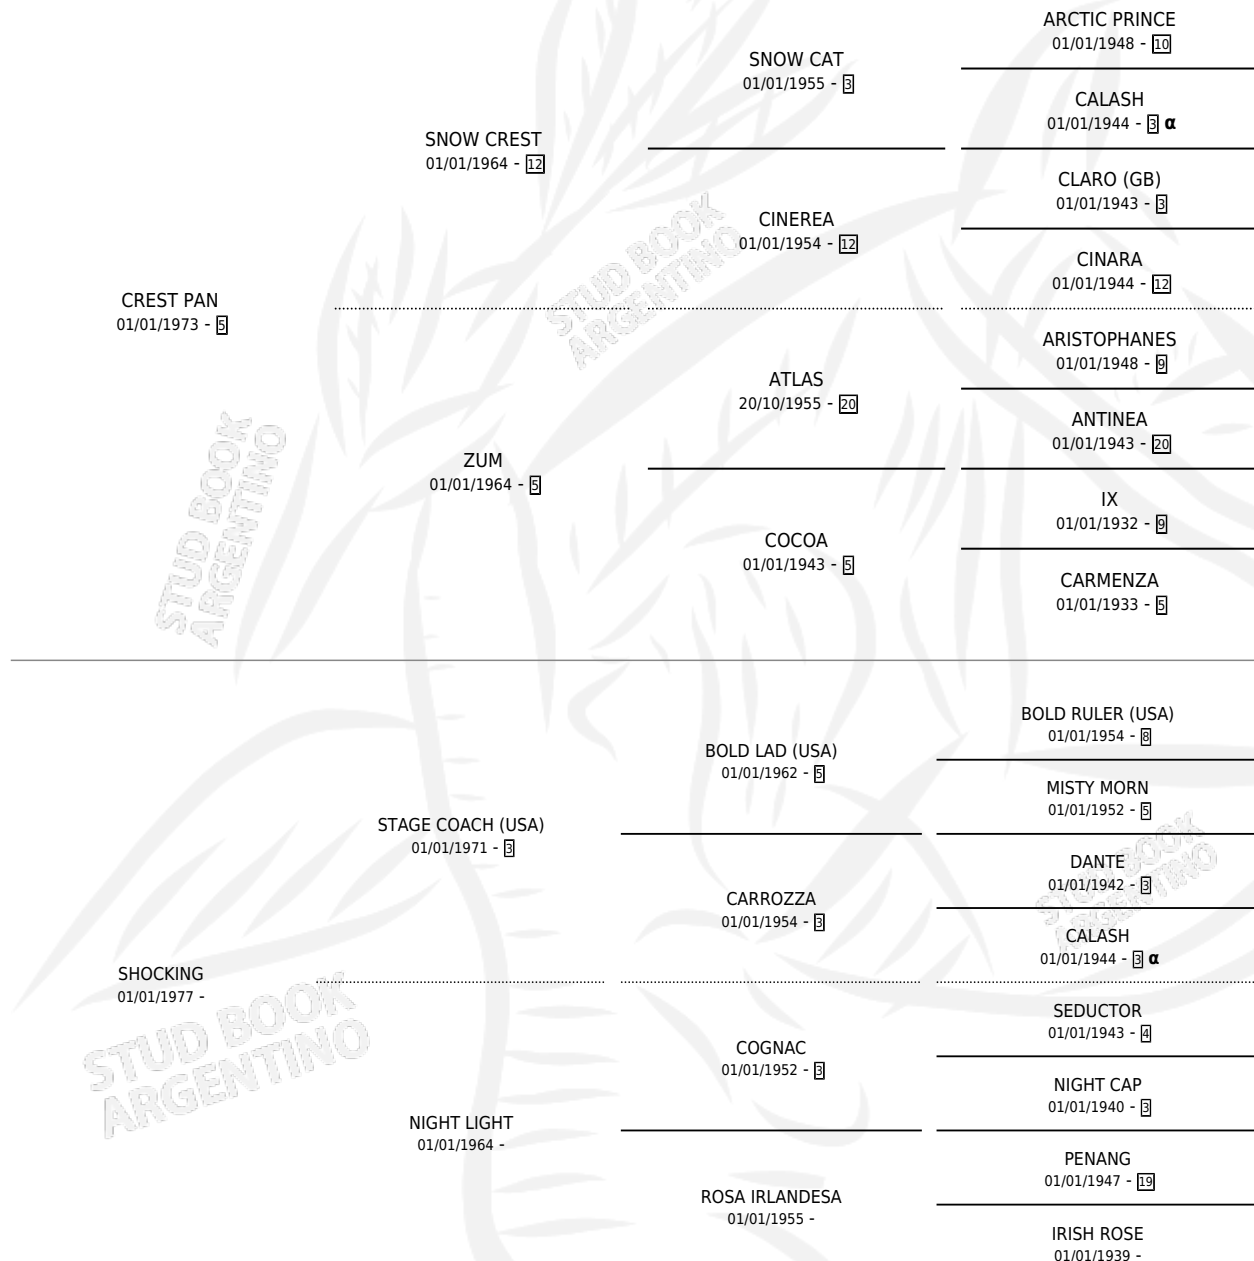 ARCTIC PRINCE
01/01/1948 - 10
SNOW CAT
01/01/1955 - 3
CALASH
01/01/1944 - 3 α
SNOW CREST
01/01/1964 - 12
CLARO (GB)
01/01/1943 - 3
CINEREA
01/01/1954 - 12
CINARA
01/01/1944 - 12
CREST PAN
01/01/1973 - 5
ARISTOPHANES
01/01/1948 - 9
ATLAS
20/10/1955 - 20
ANTINEA
01/01/1943 - 20
ZUM
01/01/1964 - 5
IX
01/01/1932 - 9
COCOA
01/01/1943 - 5
CARMENZA
01/01/1933 - 5
STUD BOOK
ARGENTINO
STUD BOOK
ARGENTINO
BOLD RULER (USA)
01/01/1954 - 8
BOLD LAD (USA)
01/01/1962 - 5
MISTY MORN
01/01/1952 - 5
STAGE COACH (USA)
01/01/1971 - 3
DANTE
01/01/1942 - 3
CARROZZA
01/01/1954 - 3
CALASH
01/01/1944 - 3 α
SHOCKING
01/01/1977 -
SEDUCTOR
01/01/1943 - 4
COGNAC
01/01/1952 - 3
NIGHT CAP
01/01/1940 - 3
NIGHT LIGHT
01/01/1964 -
PENANG
01/01/1947 - 19
ROSA IRLANDESA
01/01/1955 -
IRISH ROSE
01/01/1939 -
STUD BOOK
ARGENTINO
STUD BOOK
ARGENTINO